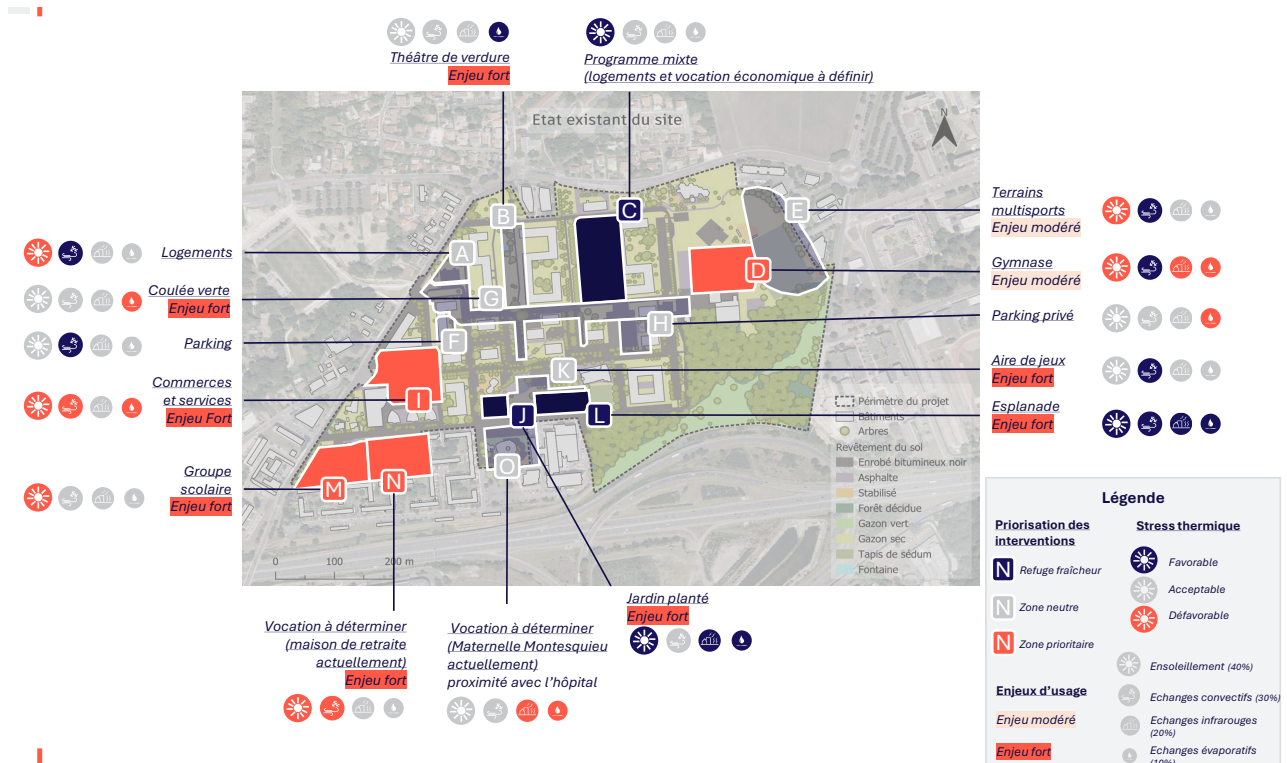 Théâtre de verdure
Enjeu fort
Programme mixte
(logements et vocation économique à définir)
Etat existant du site
N
Logements
Coulée verte
Enjeu fort
Parking
Commerces
et services
Enjeu Fort
Groupe
scolaire
Enjeu fort
A
B
C
D
E
F
G
H
I
J
K
L
M
N
O
0 100 200 m
Périmètre du projet
Bâtiments
Arbres
Revêtement du sol
Enrobé bitumineux noir
Asphalte
Stabilisé
Forêt décidue
Gazon vert
Gazon sec
Tapis de sédum
Fontaine
Terrains
multisports
Enjeu modéré
Gymnase
Enjeu modéré
Parking privé
Aire de jeux
Enjeu fort
Esplanade
Enjeu fort
Vocation à déterminer
(maison de retraite
actuellement)
Enjeu fort
Vocation à déterminer
(Maternelle Montesquieu
actuellement)
proximité avec l'hôpital
Jardin planté
Enjeu fort
Légende
Priorisation des
interventions
N Refuge fraîcheur
N Zone neutre
N Zone prioritaire
Enjeux d'usage
Enjeu modéré
Enjeu fort
Stress thermique
Favorable
Acceptable
Défavorable
Ensoleillement (40%)
Echanges convectifs (30%)
Echanges infrarouges
(20%)
Echanges évaporatifs
(10%)